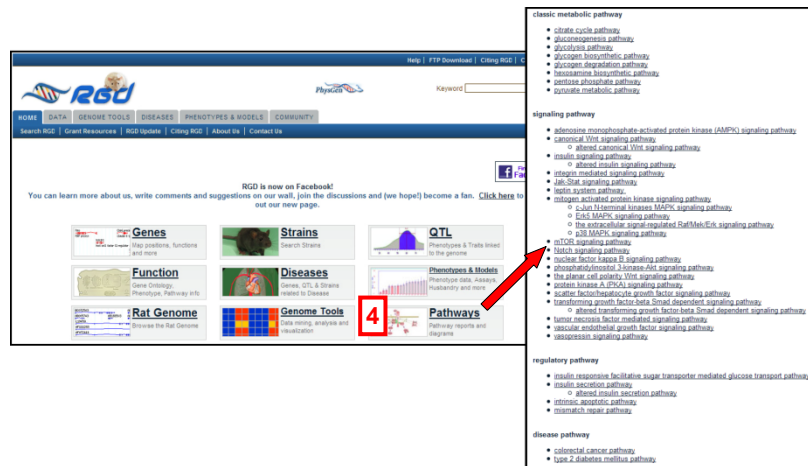 Help | FTP Download | Citing RGD | C
RGD
PhysGen
Keyword
HOME DATA GENOME TOOLS DISEASES PHENOTYPES & MODELS COMMUNITY
Search RGD | Grant Resources | RGD Update | Citing RGD | About Us | Contact Us
RGD is now on Facebook!
You can learn more about us, write comments and suggestions on our wall, join the discussions and (we hope!) become a fan. Click here to
out our new page.
Genes
Map positions, functions
and more
Strains
Search Strains
QTL
Phenotypes & Traits linked
to the genome
Function
Gene Ontology,
Phenotype, Pathway info
Diseases
Genes, QTL & Strains
related to Disease
Phenotypes & Models
Phenotype data, Assays,
Husbandry and more
Rat Genome
Browse the Rat Genome
Genome Tools
Data mining, analysis and
visualization
4
Pathways
Pathway reports and
diagrams
classic metabolic pathway
citrate cycle pathway
gluconeogenesis pathway
glycolysis pathway
glycogen biosynthetic pathway
glycogen degradation pathway
hexosamine biosynthetic pathway
pentose phosphate pathway
pyruvate metabolic pathway
signaling pathway
adenosine monophosphate-activated protein kinase (AMPK) signaling pathway
canonical Wnt signaling pathway
altered canonical Wnt signaling pathway
insulin signaling pathway
altered insulin signaling pathway
integrin mediated signaling pathway
Jak-Stat signaling pathway
leptin system pathway
mitogen activated protein kinase signaling pathway
c-Jun N-terminal kinases MAPK signaling pathway
Erk5 MAPK signaling pathway
the extracellular signal-regulated Raf/Mek/Erk signaling pathway
p38 MAPK signaling pathway
mTOR signaling pathway
Notch signaling pathway
nuclear factor kappa B signaling pathway
phosphatidylinositol 3-kinase-Akt signaling pathway
the planar cell polarity Wnt signaling pathway
protein kinase A (PKA) signaling pathway
scatter factor/hepatocyte growth factor signaling pathway
transforming growth factor-beta Smad dependent signaling pathway
altered transforming growth factor-beta Smad dependent signaling pathway
tumor necrosis factor mediated signaling pathway
vascular endothelial growth factor signaling pathway
vasopressin signaling pathway
regulatory pathway
insulin responsive facilitative sugar transporter mediated glucose transport pathway
insulin secretion pathway
altered insulin secretion pathway
intrinsic apoptotic pathway
mismatch repair pathway
disease pathway
colorectal cancer pathway
type 2 diabetes mellitus pathway